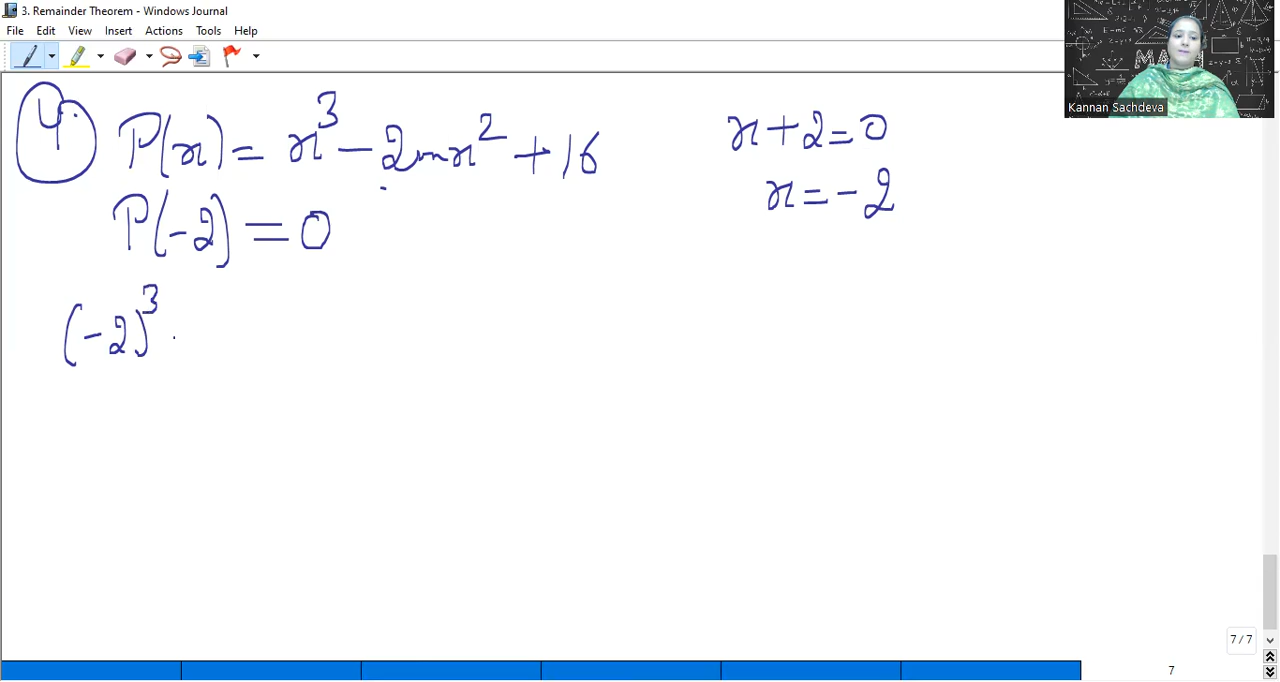 3. Remainder Theorem - Windows Journal
File Edit View Insert Actions Tools Help
Kannan Sachdeva
4. P(x) = x³ - 2mx² + 16
x + 2 = 0
x = - 2
P(-2) = 0
(-2)³
7 / 7
7